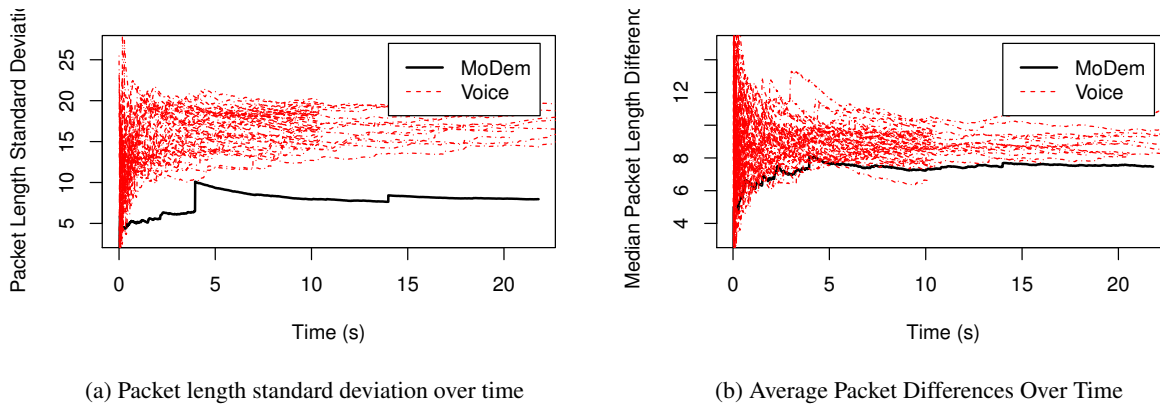 Packet Length Standard Deviatio
25
20
15
10
5
MoDem
Voice
0 5 10 15 20
Time (s)
(a) Packet length standard deviation over time
Median Packet Length Differenc
12
8
6
4
MoDem
Voice
0 5 10 15 20
Time (s)
(b) Average Packet Differences Over Time